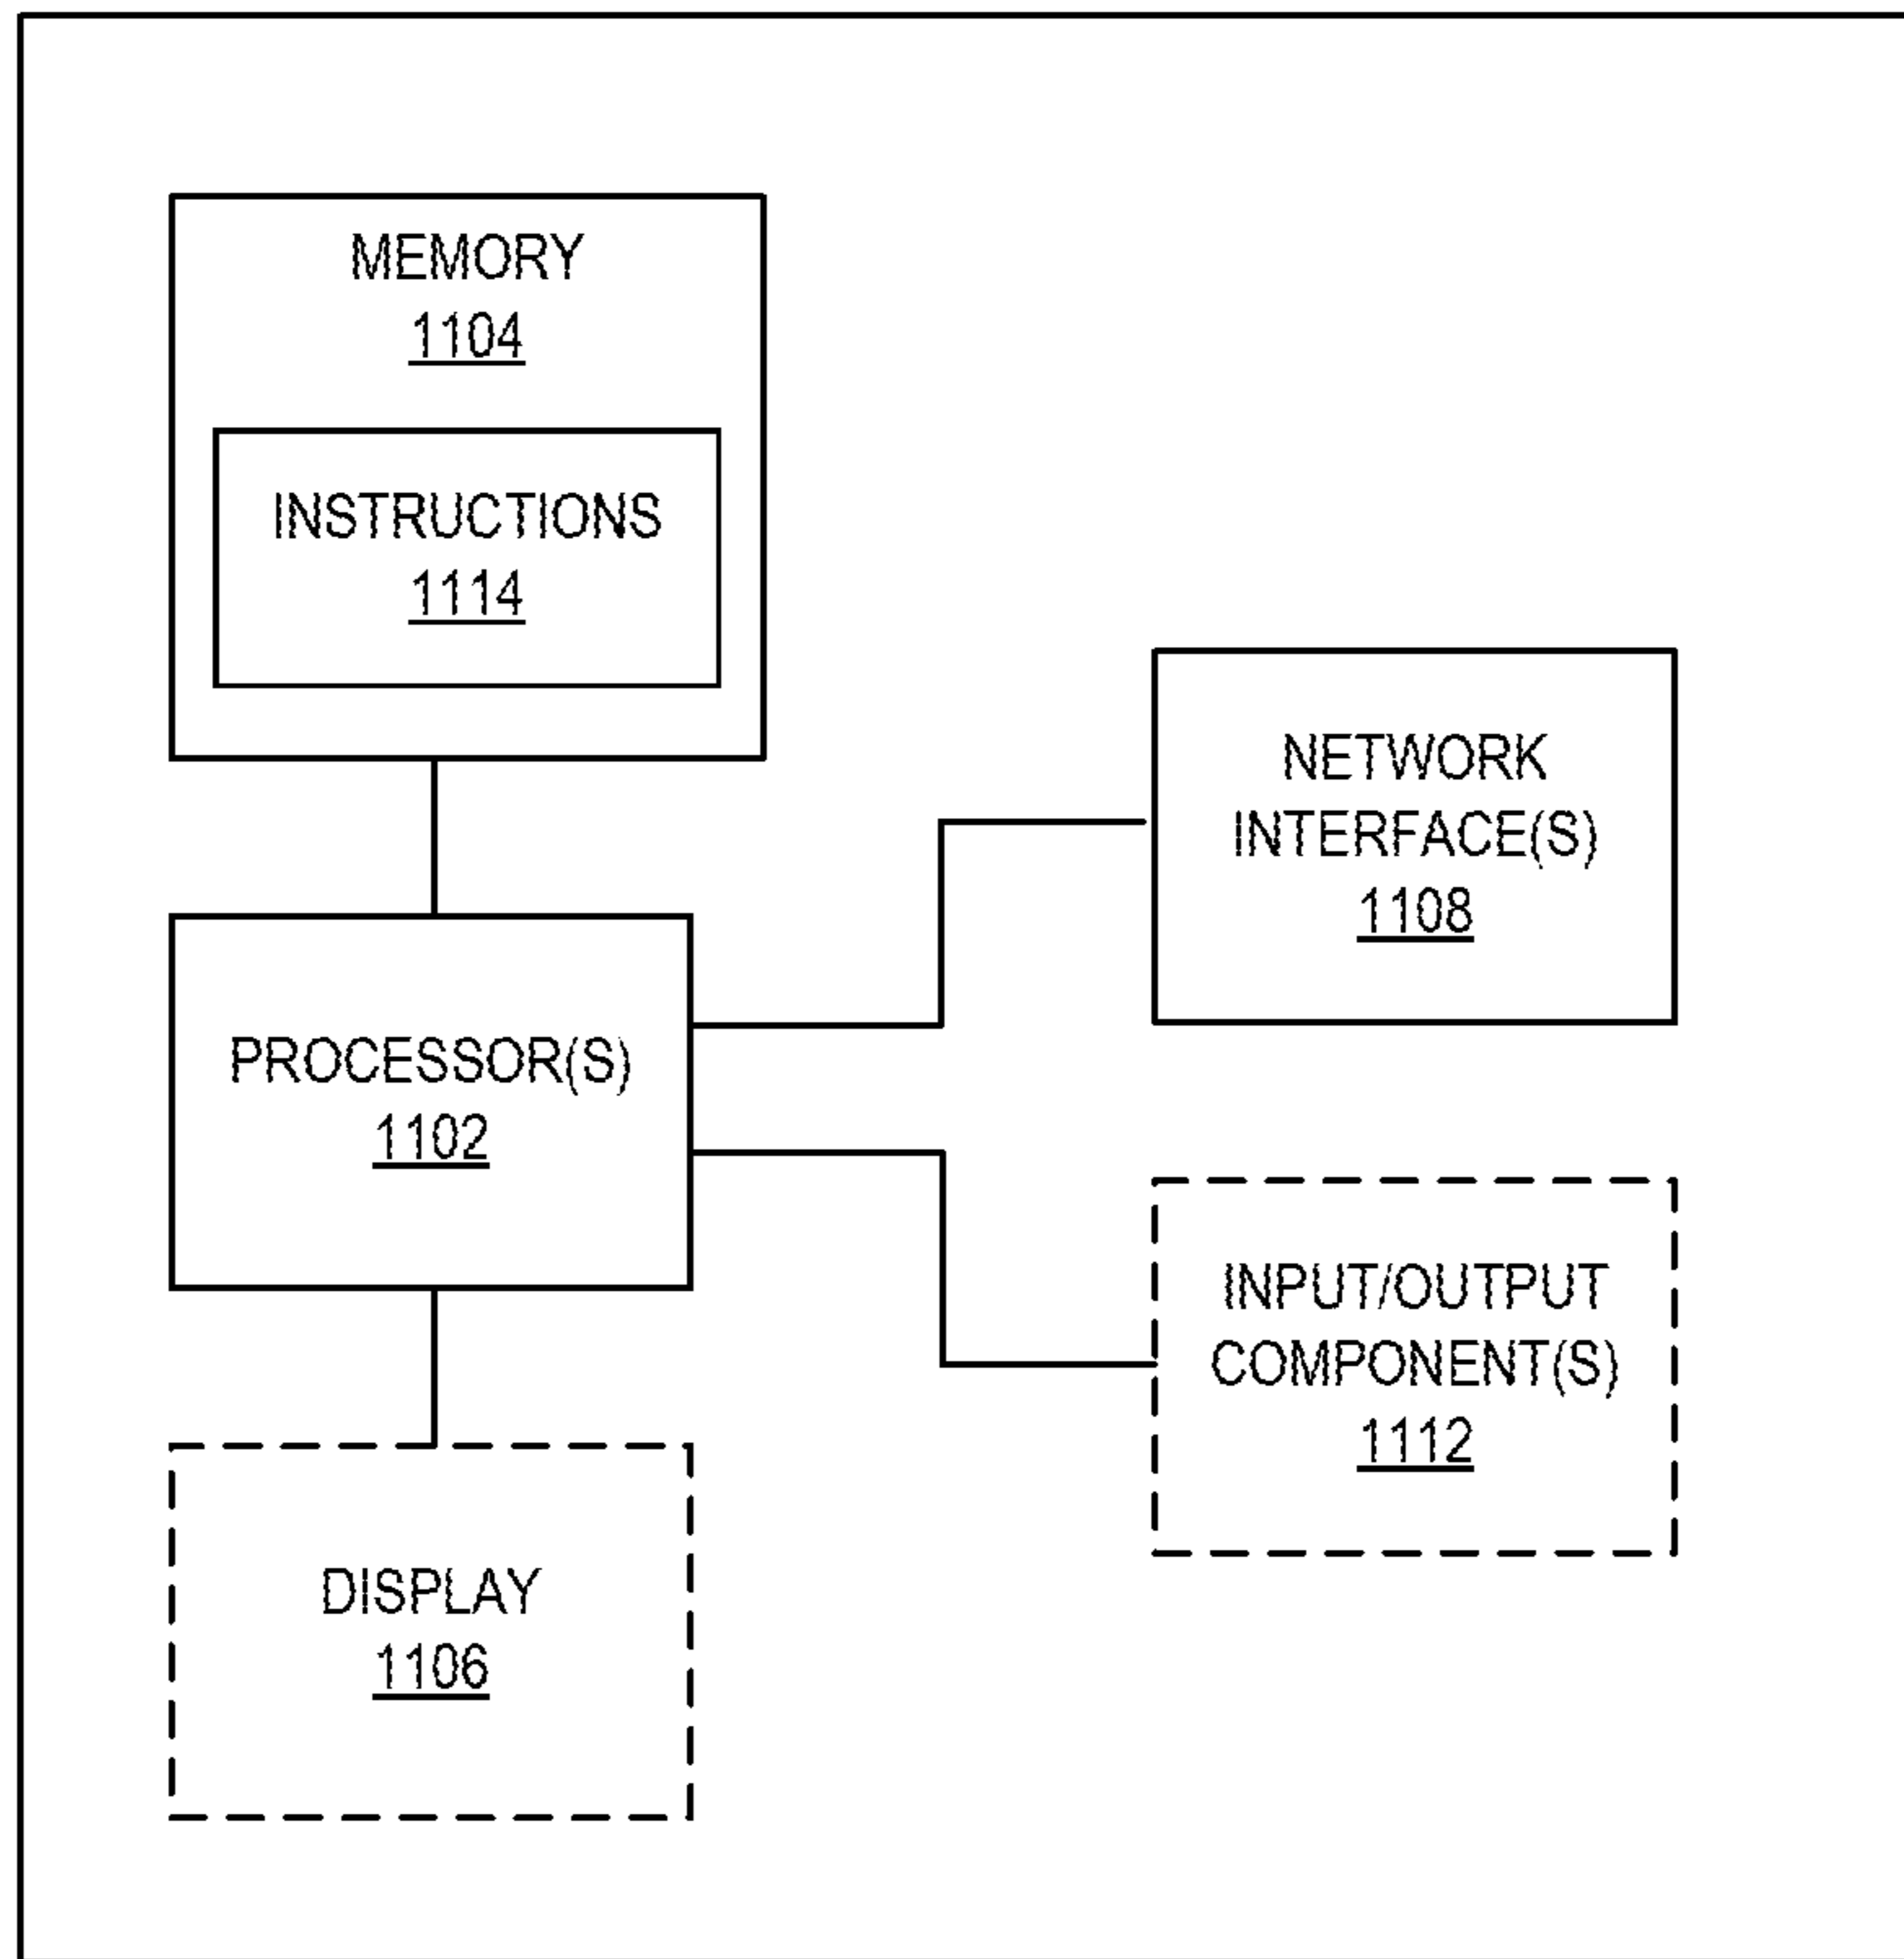 MEMORY
1104
INSTRUCTIONS
1114
NETWORK
INTERFACE(S)
1108
PROCESSOR(S)
1102
INPUT/OUTPUT
COMPONENT(S)
1112
DISPLAY
1106